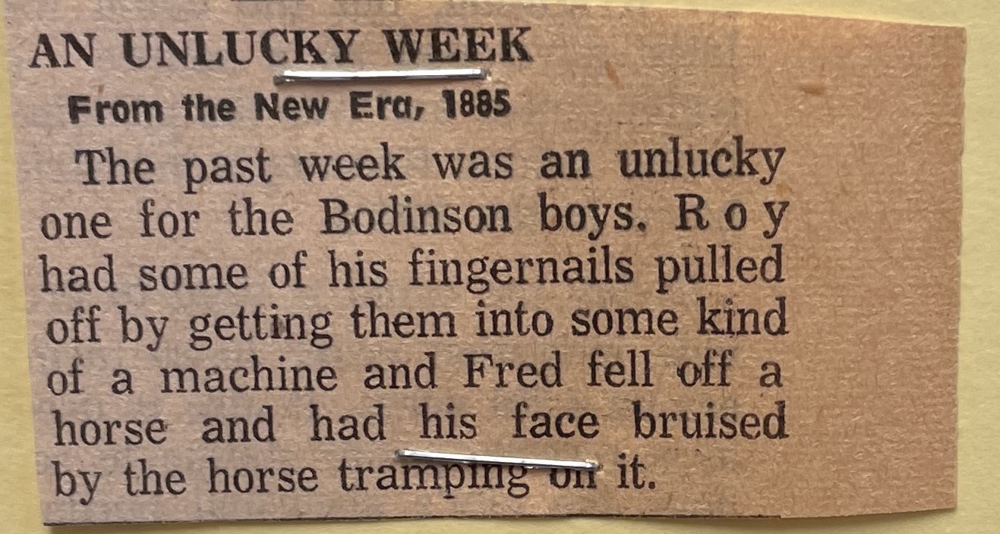 AN UNLUCKY WEEK
From the New Era, 1885
The past week was an unlucky
one for the Bodinson boys. Roy
had some of his fingernails pulled
off by getting them into some kind
of a machine and Fred fell off a
horse and had his face bruised
by the horse tramping on it.